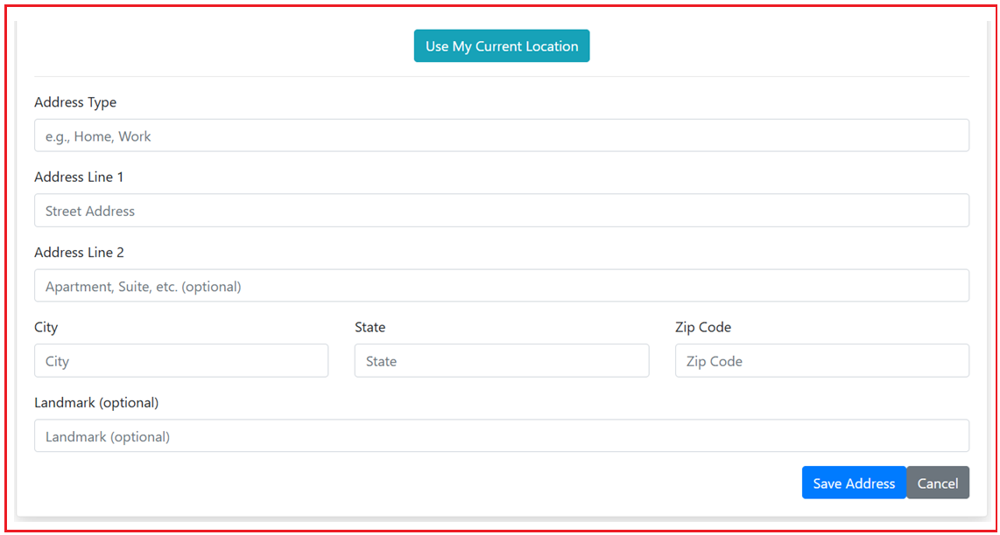 Use My Current Location
Address Type
e.g., Home, Work
Address Line 1
Street Address
Address Line 2
Apartment, Suite, etc. (optional)
City State Zip Code
City State Zip Code
Landmark (optional)
Landmark (optional)
Save Address Cancel